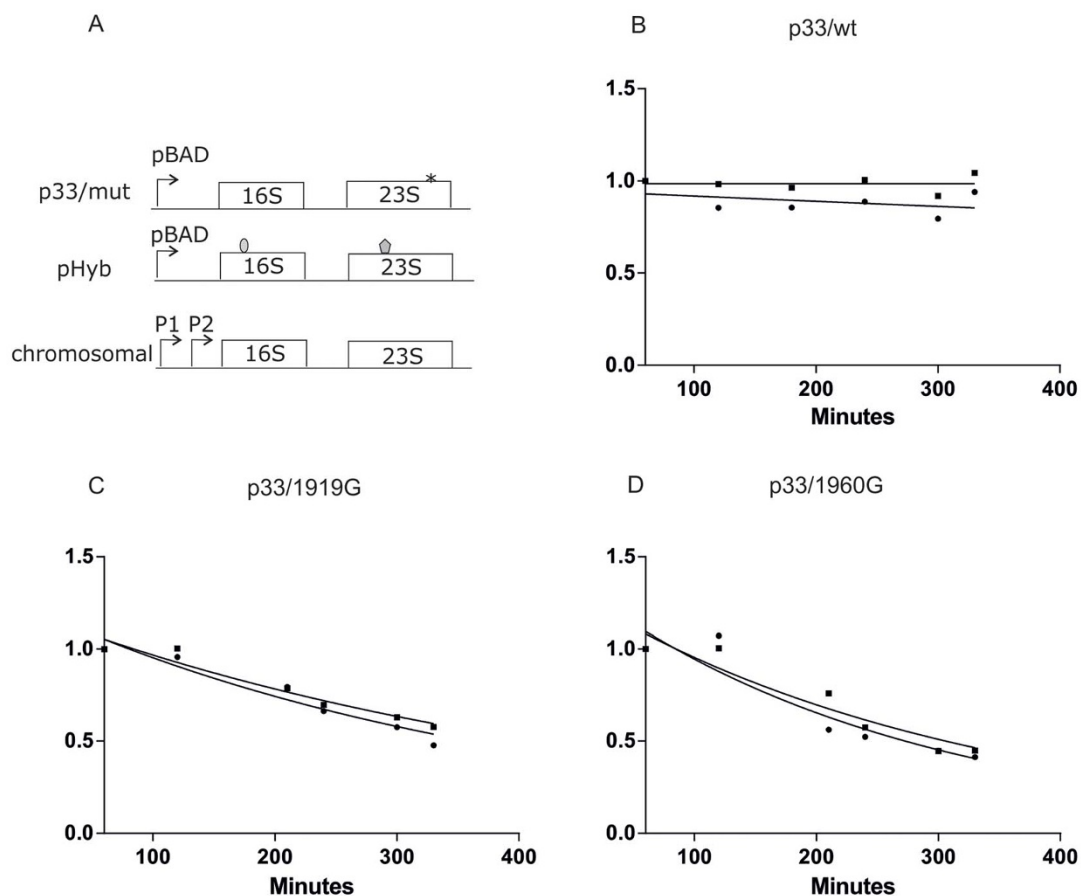 A
pBAD
p33/mut
16S
23S
*
pBAD
pHyb
16S
23S
P1 P2
chromosomal
16S
23S
B
p33/wt
1.5
1.0
0.5
0.0
100 200 300 400
Minutes
C
p33/1919G
1.5
1.0
0.5
0.0
100 200 300 400
Minutes
D
p33/1960G
1.5
1.0
0.5
0.0
100 200 300 400
Minutes